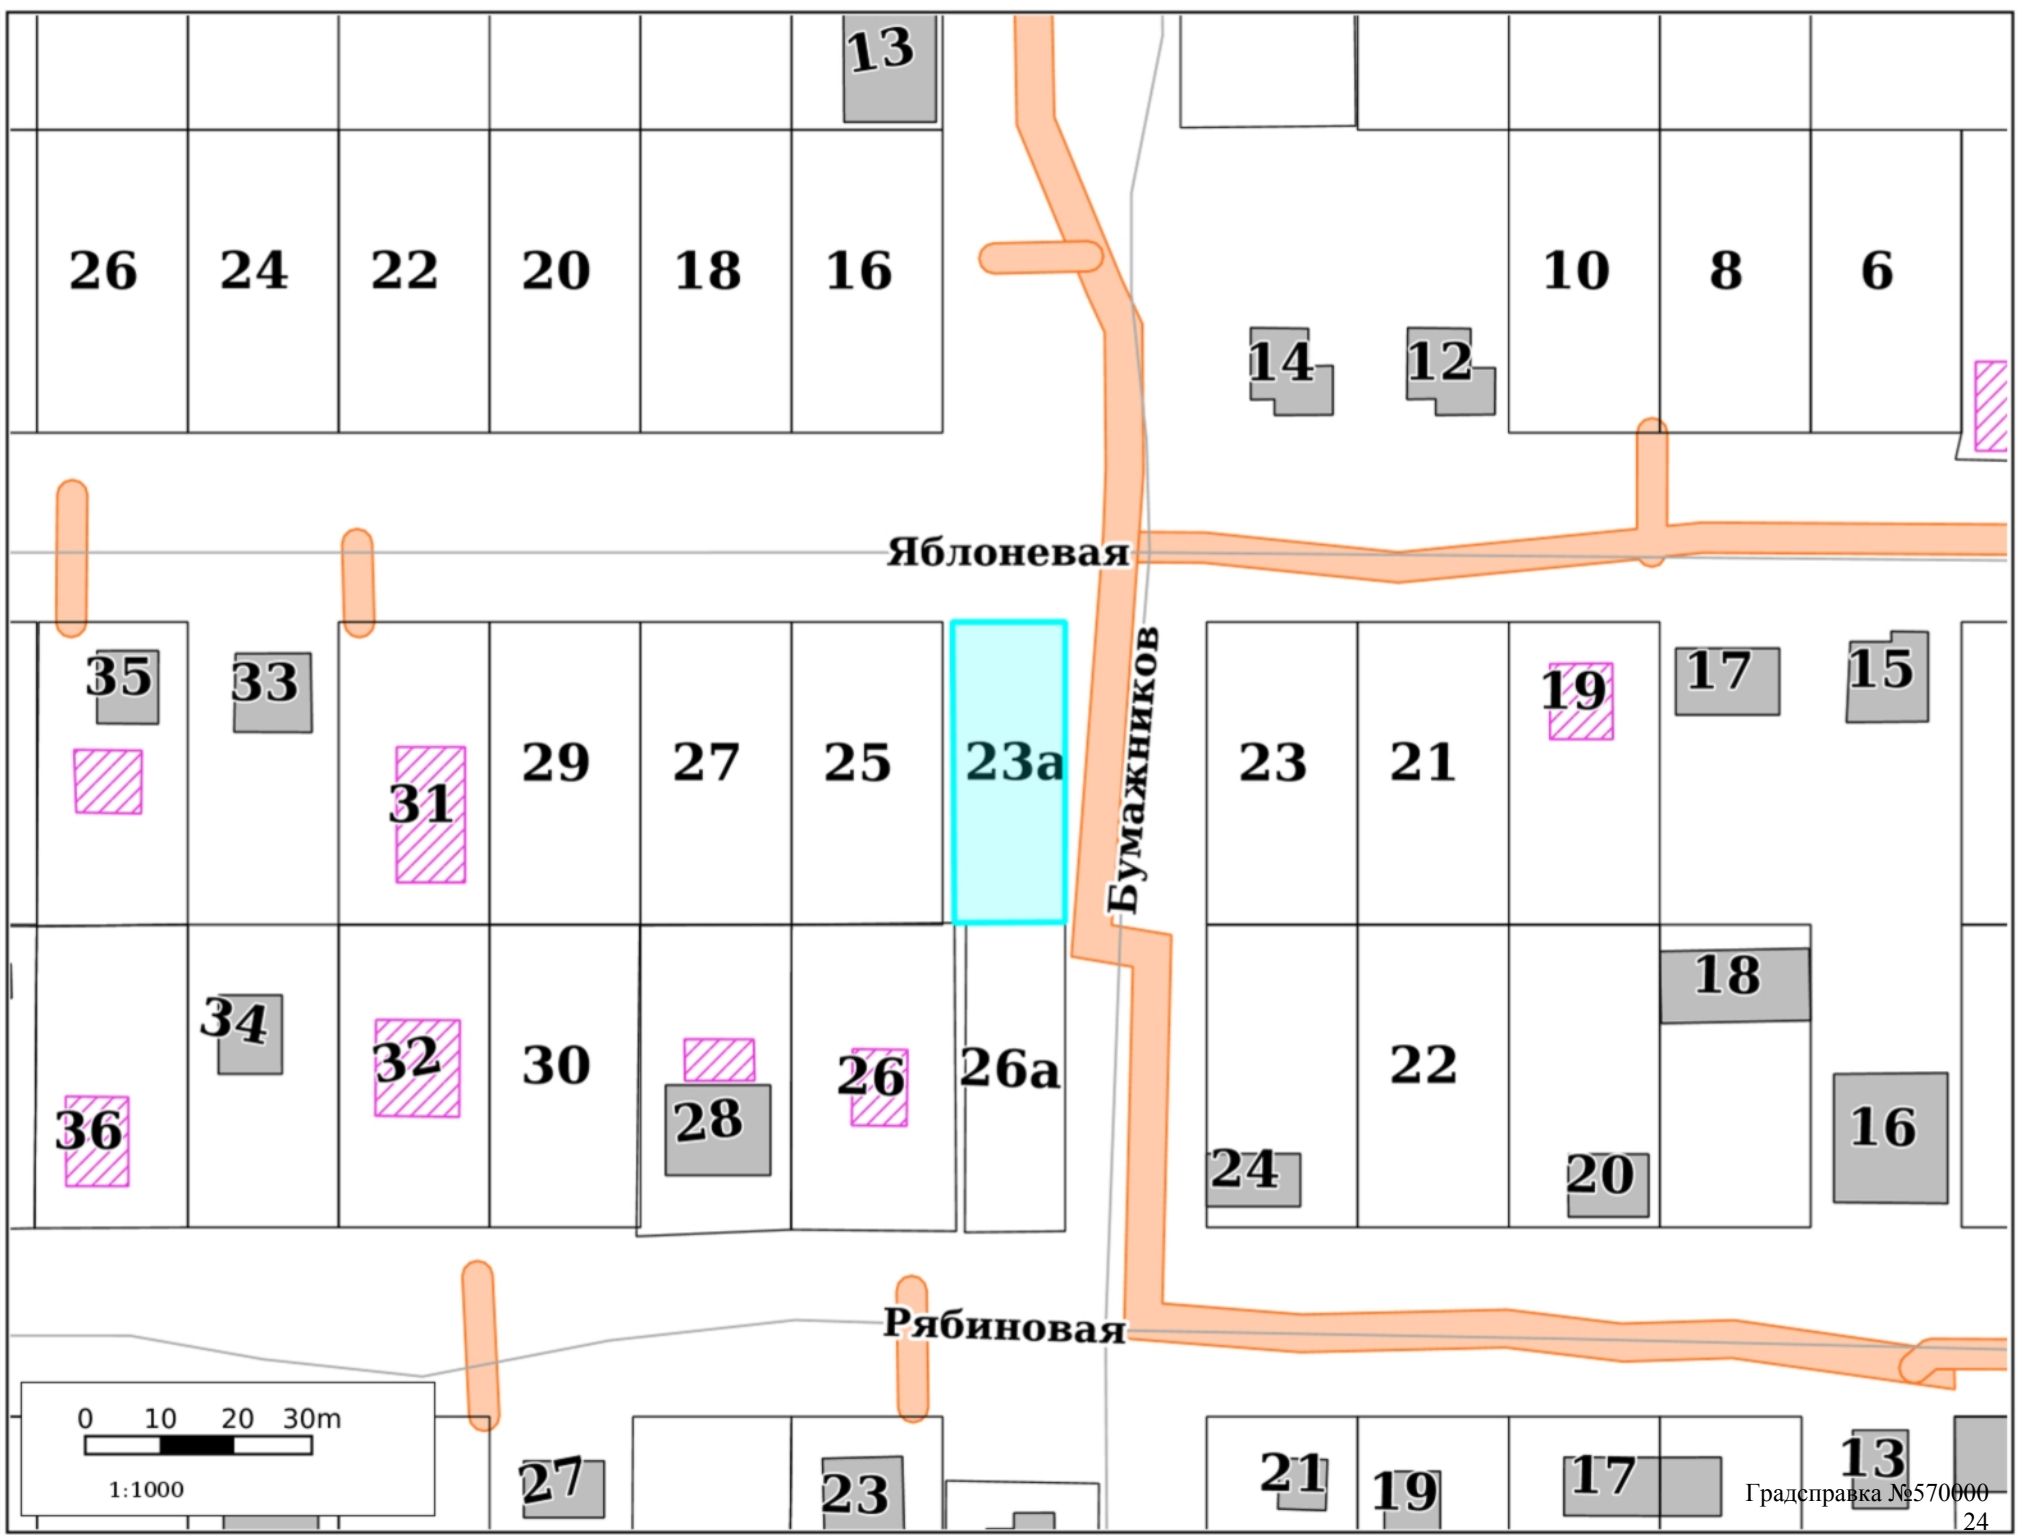 13
26 24 22 20 18 16 10 8 6
14 12
Яблоневая
35 33 19 17 15
31 29 27 25 23а Бумажников 23 21
34 18
36 32 30 28 26 26а 22 16
24 20
Рябиновая
0 10 20 30m
1:1000
27 23 21 19 17 13
Градсправка №570000
24